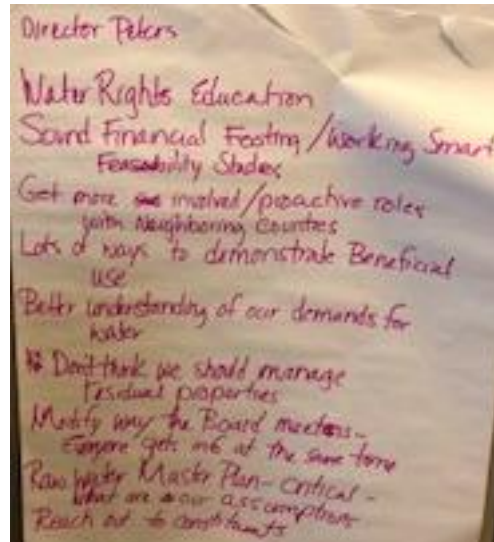 Director Peters
Water Rights Education
Sound Financial Footing / Working Smart
Feasability Studies
Get more involved/proactive roles
with Neighboring Counties
Lots of ways to demonstrate Beneficial
use
Better understanding of our demands for
water
Don't think we should manage
residual properties
Modify way the Board meets -
Everyone gets info at the same time
Raw Water Master Plan - critical -
what are our assumptions
Reach out to constituents